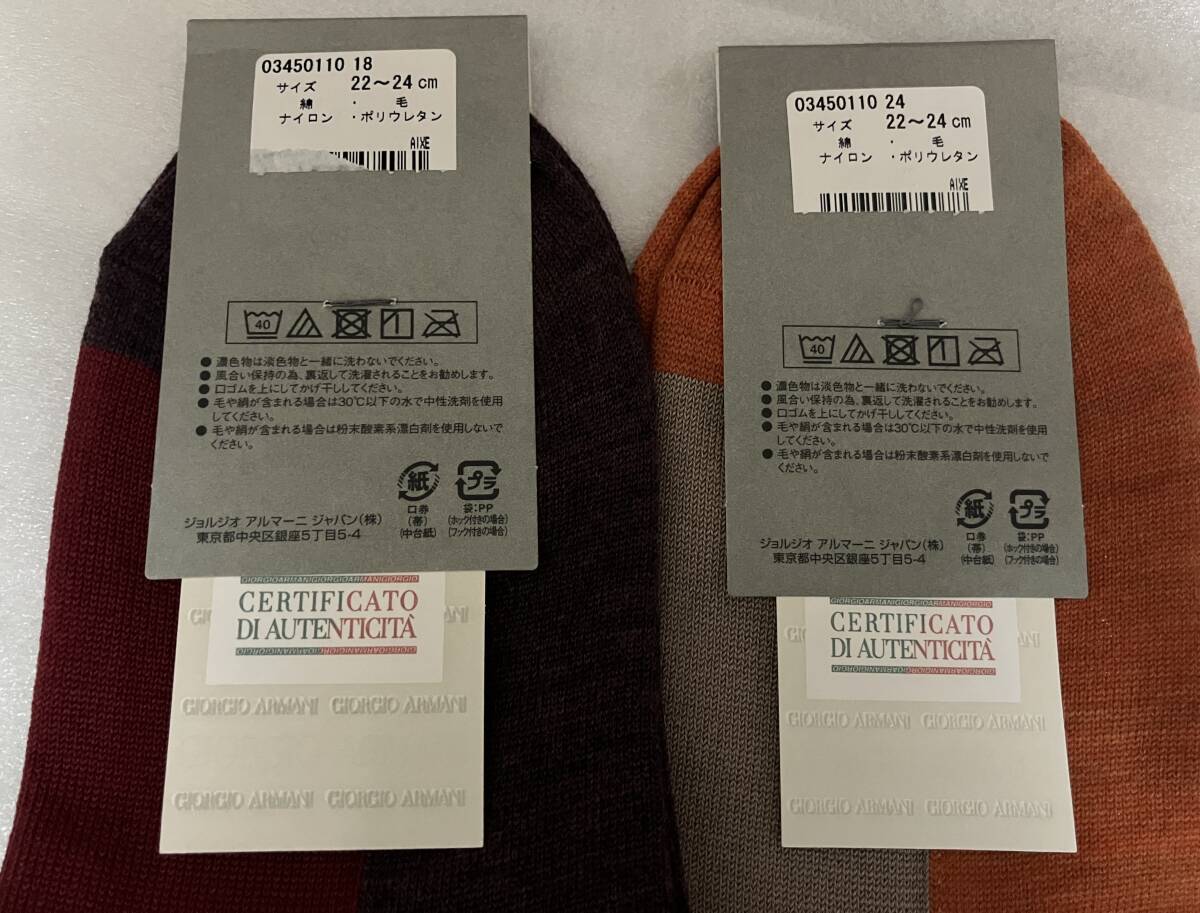 03450110 18
サイズ 22～24cm
綿 ・ 毛
ナイロン ・ポリウレタン
AIXE
40
● 濃色物は淡色物と一緒に洗わないでください。
● 風合い保持の為、裏返して洗濯されることをお勧めします。
● 口ゴムを上にしてかげ干ししてください。
● 毛や絹が含まれる場合は30℃以下の水で中性洗剤を使用
してください。
● 毛や絹が含まれる場合は粉末酸素系漂白剤を使用しないで
ください。
紙
口券
(帯)
(中台紙)
プラ
袋:PP
(ホック付きの場合)
(フック付きの場合)
ジョルジオ アルマーニ ジャパン(株)
東京都中央区銀座5丁目5-4
GIORGIOARMANIGIORGIOARMANIGIORGIO
CERTIFICATO
DI AUTENTICITÀ
GIORGIO ARMANI GIORGIO ARMANI
GIORGIO ARMANI GIORGIO ARMANI
03450110 24
サイズ 22～24cm
綿 ・ 毛
ナイロン ・ポリウレタン
AIXE
40
● 濃色物は淡色物と一緒に洗わないでください。
● 風合い保持の為、裏返して洗濯されることをお勧めします。
● 口ゴムを上にしてかげ干ししてください。
● 毛や絹が含まれる場合は30℃以下の水で中性洗剤を使用
してください。
● 毛や絹が含まれる場合は粉末酸素系漂白剤を使用しないで
ください。
紙
口券
(帯)
(中台紙)
プラ
袋:PP
(ホック付きの場合)
(フック付きの場合)
ジョルジオ アルマーニ ジャパン(株)
東京都中央区銀座5丁目5-4
GIORGIOARMANIGIORGIOARMANIGIORGIO
CERTIFICATO
DI AUTENTICITÀ
GIORGIO ARMANI GIORGIO ARMANI
GIORGIO ARMANI GIORGIO ARMANI